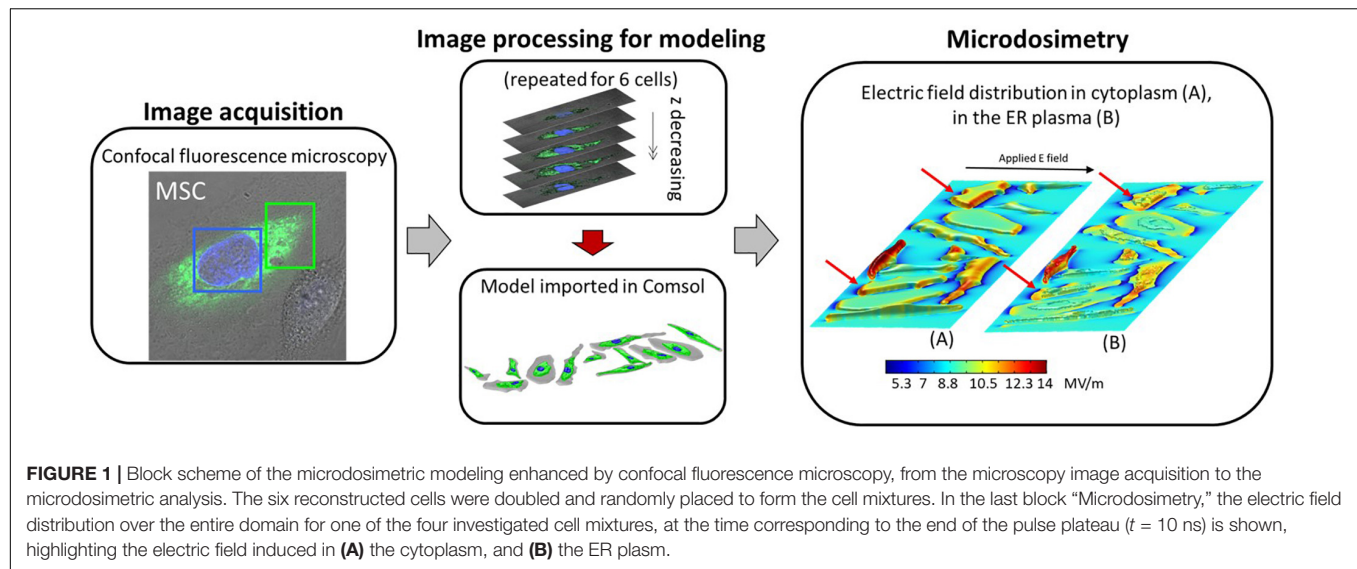 Image acquisition
Confocal fluorescence microscopy
MSC
Image processing for modeling
(repeated for 6 cells)
z decreasing
Model imported in Comsol
Microdosimetry
Electric field distribution in cytoplasm (A),
in the ER plasma (B)
Applied E field
(A)
(B)
5.3 7 8.8 10.5 12.3 14 MV/m
FIGURE 1 | Block scheme of the microdosimetric modeling enhanced by confocal fluorescence microscopy, from the microscopy image acquisition to the
microdosimetric analysis. The six reconstructed cells were doubled and randomly placed to form the cell mixtures. In the last block “Microdosimetry,” the electric field
distribution over the entire domain for one of the four investigated cell mixtures, at the time corresponding to the end of the pulse plateau (t = 10 ns) is shown,
highlighting the electric field induced in (A) the cytoplasm, and (B) the ER plasm.